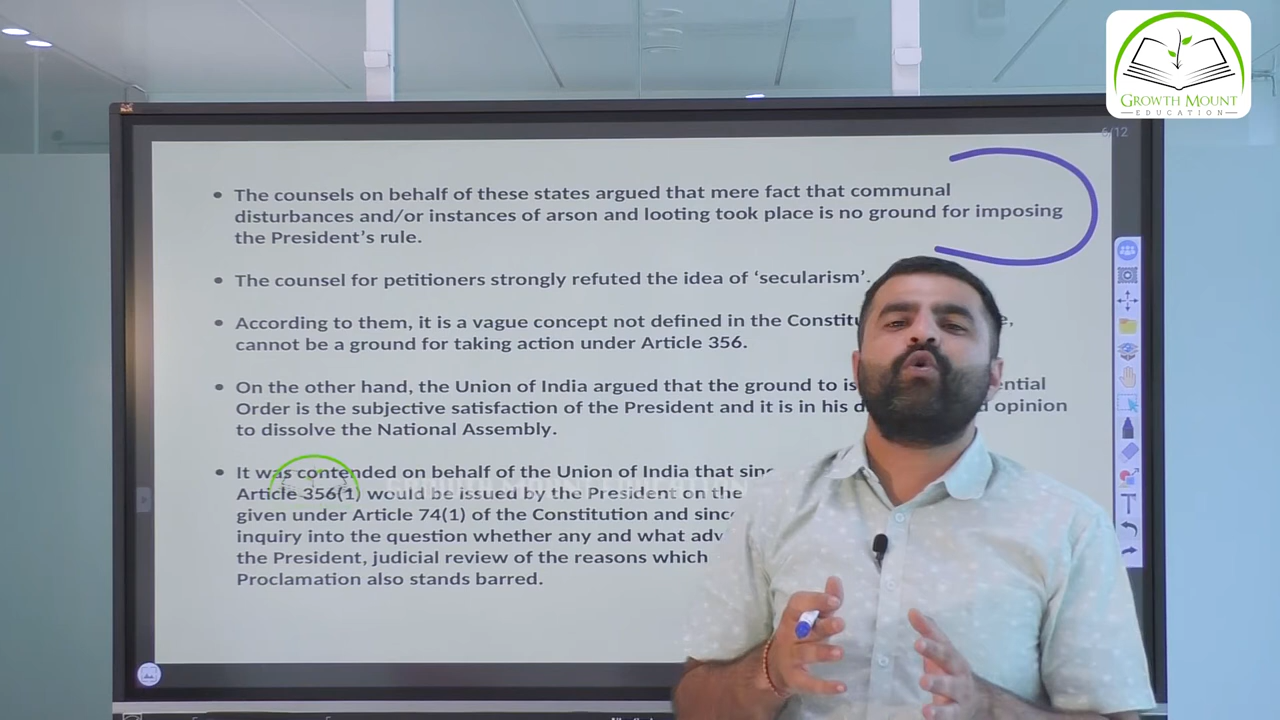 GROWTH MOUNT
EDUCATION
6/12
• The counsels on behalf of these states argued that mere fact that communal
disturbances and/or instances of arson and looting took place is no ground for imposing
the President’s rule.
• The counsel for petitioners strongly refuted the idea of ‘secularism’.
• According to them, it is a vague concept not defined in the
cannot be a ground for taking action under Article 356.
• On the other hand, the Union of India argued that the ground to
Order is the subjective satisfaction of the President and it is in his opinion
to dissolve the National Assembly.
• It was contended on behalf of the Union of India that
Article 356(1) would be issued by the President on the
given under Article 74(1) of the Constitution and
inquiry into the question whether any and what
the President, judicial review of the reasons which
Proclamation also stands barred.